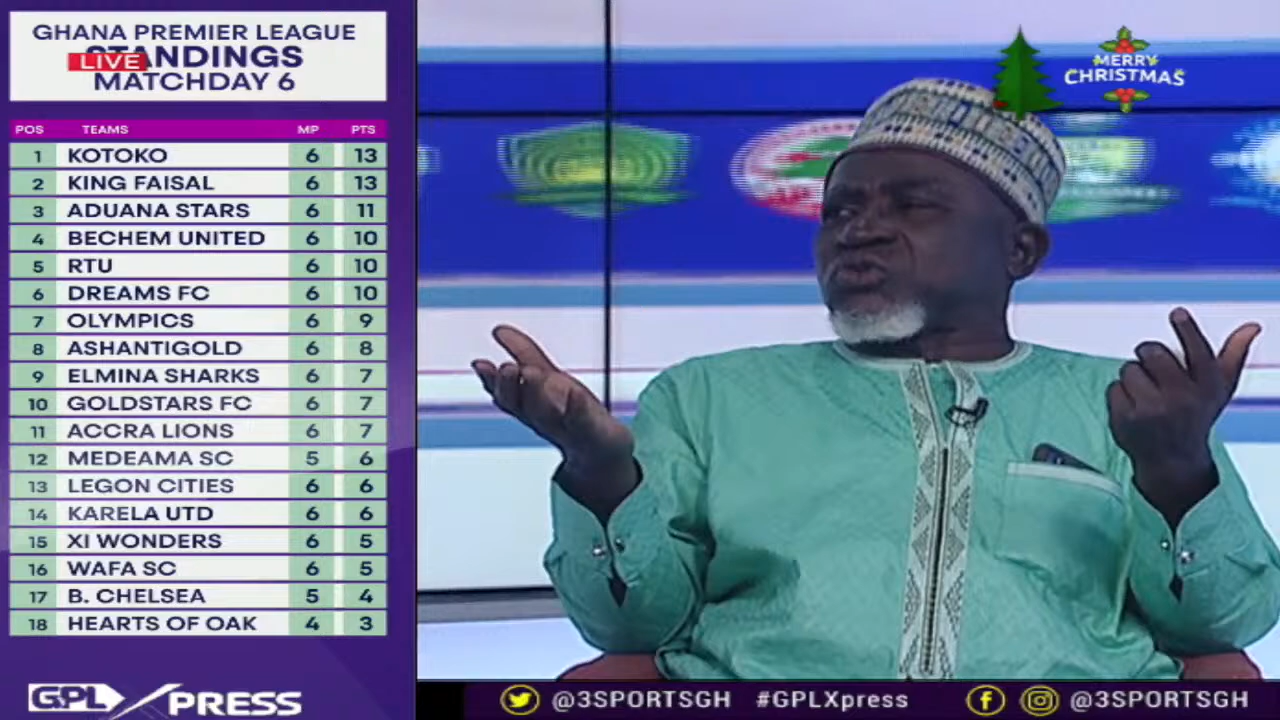 GHANA PREMIER LEAGUE
STANDINGS
LIVE
MATCHDAY 6
POS TEAMS MP PTS
1 KOTOKO 6 13
2 KING FAISAL 6 13
3 ADUANA STARS 6 11
4 BECHEM UNITED 6 10
5 RTU 6 10
6 DREAMS FC 6 10
7 OLYMPICS 6 9
8 ASHANTIGOLD 6 8
9 ELMINA SHARKS 6 7
10 GOLDSTARS FC 6 7
11 ACCRA LIONS 6 7
12 MEDEAMA SC 5 6
13 LEGON CITIES 6 6
14 KARELA UTD 6 6
15 XI WONDERS 6 5
16 WAFA SC 6 5
17 B. CHELSEA 5 4
18 HEARTS OF OAK 4 3
GPL XPRESS
MERRY
CHRISTMAS
@3SPORTSGH #GPLXpress @3SPORTSGH